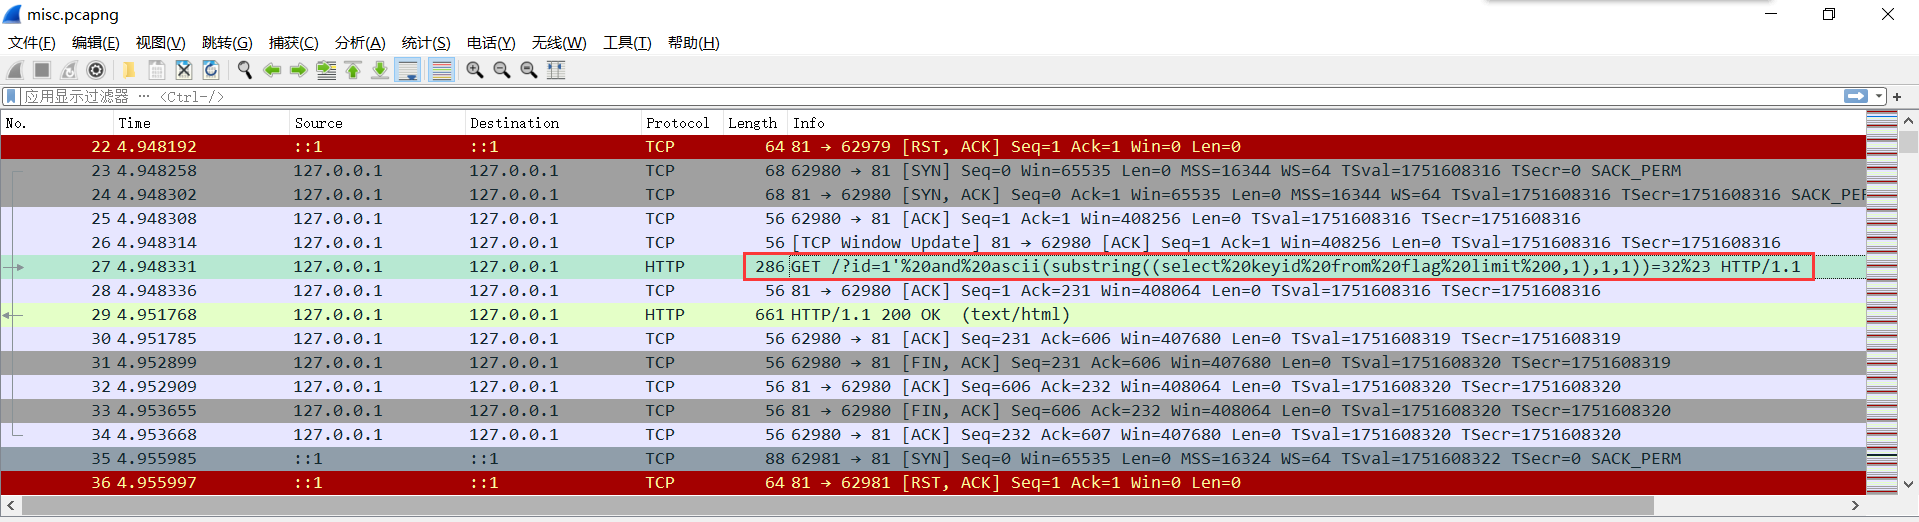 misc.pcapng
文件(F) 编辑(E) 视图(V) 跳转(G) 捕获(C) 分析(A) 统计(S) 电话(Y) 无线(W) 工具(T) 帮助(H)
应用显示过滤器 … <Ctrl-/>
No. Time Source Destination Protocol Length Info
22 4.948192 ::1 ::1 TCP 64 81 → 62979 [RST, ACK] Seq=1 Ack=1 Win=0 Len=0
23 4.948258 127.0.0.1 127.0.0.1 TCP 68 62980 → 81 [SYN] Seq=0 Win=65535 Len=0 MSS=16344 WS=64 TSval=1751608316 TSecr=0 SACK_PERM
24 4.948302 127.0.0.1 127.0.0.1 TCP 68 81 → 62980 [SYN, ACK] Seq=0 Ack=1 Win=65535 Len=0 MSS=16344 WS=64 TSval=1751608316 TSecr=1751608316 SACK_PER
25 4.948308 127.0.0.1 127.0.0.1 TCP 56 62980 → 81 [ACK] Seq=1 Ack=1 Win=408256 Len=0 TSval=1751608316 TSecr=1751608316
26 4.948314 127.0.0.1 127.0.0.1 TCP 56 [TCP Window Update] 81 → 62980 [ACK] Seq=1 Ack=1 Win=408256 Len=0 TSval=1751608316 TSecr=1751608316
27 4.948331 127.0.0.1 127.0.0.1 HTTP 286 GET /?id=1'%20and%20ascii(substring((select%20keyid%20from%20flag%20limit%200,1),1,1))=32%23 HTTP/1.1
28 4.948336 127.0.0.1 127.0.0.1 TCP 56 81 → 62980 [ACK] Seq=1 Ack=231 Win=408064 Len=0 TSval=1751608316 TSecr=1751608316
29 4.951768 127.0.0.1 127.0.0.1 HTTP 661 HTTP/1.1 200 OK (text/html)
30 4.951785 127.0.0.1 127.0.0.1 TCP 56 62980 → 81 [ACK] Seq=231 Ack=606 Win=407680 Len=0 TSval=1751608319 TSecr=1751608319
31 4.952899 127.0.0.1 127.0.0.1 TCP 56 62980 → 81 [FIN, ACK] Seq=231 Ack=606 Win=407680 Len=0 TSval=1751608320 TSecr=1751608319
32 4.952909 127.0.0.1 127.0.0.1 TCP 56 81 → 62980 [ACK] Seq=606 Ack=232 Win=408064 Len=0 TSval=1751608320 TSecr=1751608320
33 4.953655 127.0.0.1 127.0.0.1 TCP 56 81 → 62980 [FIN, ACK] Seq=606 Ack=232 Win=408064 Len=0 TSval=1751608320 TSecr=1751608320
34 4.953668 127.0.0.1 127.0.0.1 TCP 56 62980 → 81 [ACK] Seq=232 Ack=607 Win=407680 Len=0 TSval=1751608320 TSecr=1751608320
35 4.955985 ::1 ::1 TCP 88 62981 → 81 [SYN] Seq=0 Win=65535 Len=0 MSS=16324 WS=64 TSval=1751608322 TSecr=0 SACK_PERM
36 4.955997 ::1 ::1 TCP 64 81 → 62981 [RST, ACK] Seq=1 Ack=1 Win=0 Len=0